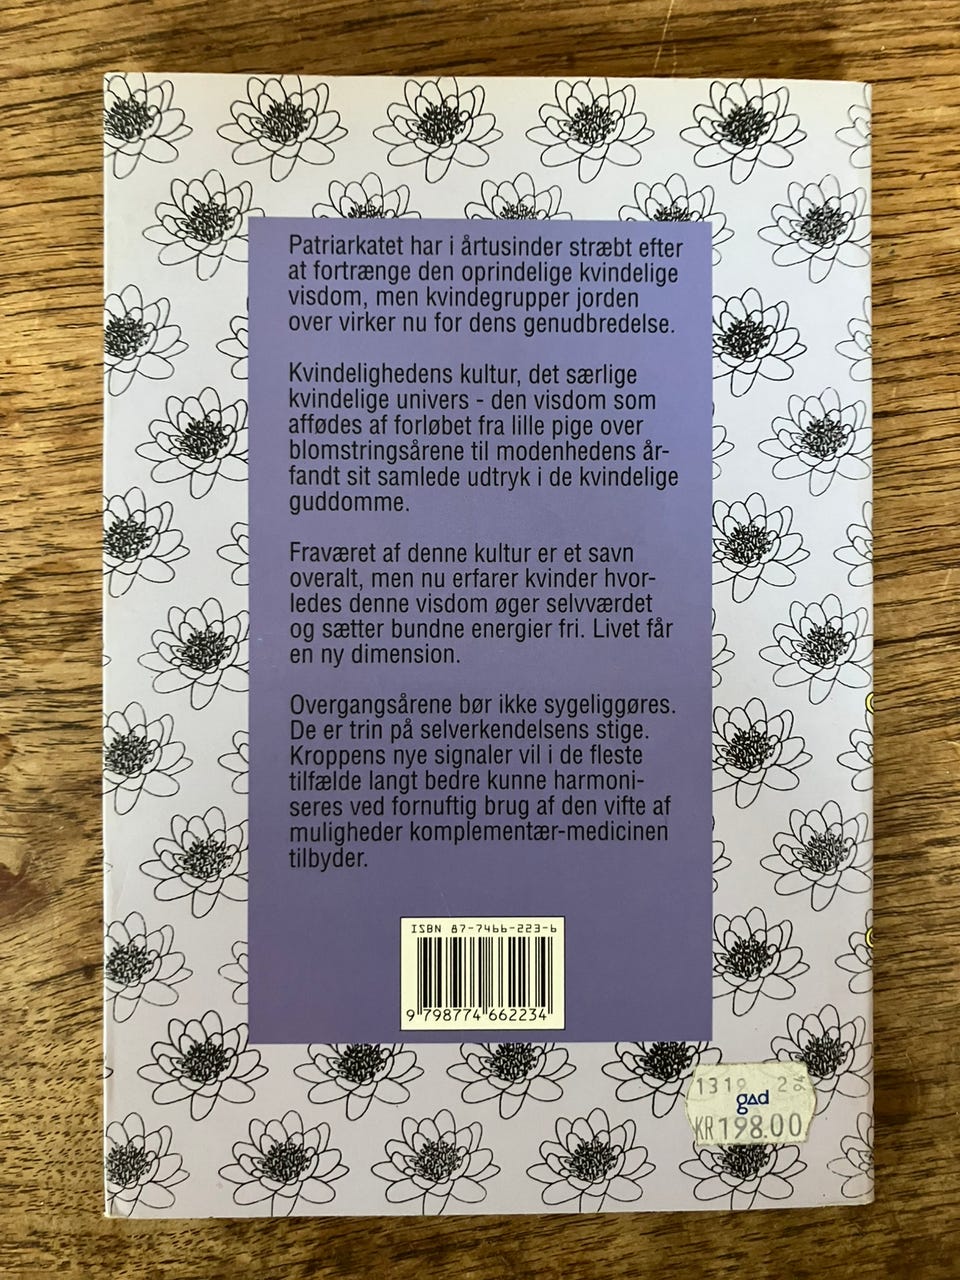 Patriarkatet har i årtusinder stræbt efter
at fortrænge den oprindelige kvindelige
visdom, men kvindegrupper jorden
over virker nu for dens genudbredelse.
Kvindelighedens kultur, det særlige
kvindelige univers - den visdom som
affødes af forløbet fra lille pige over
blomstringsårene til modenhedens år-
fandt sit samlede udtryk i de kvindelige
guddomme.
Fraværet af denne kultur er et savn
overalt, men nu erfarer kvinder hvor-
ledes denne visdom øger selvværdet
og sætter bundne energier fri. Livet får
en ny dimension.
Overgangsårene bør ikke sygeliggøres.
De er trin på selverkendelsens stige.
Kroppens nye signaler vil i de fleste
tilfælde langt bedre kunne harmoni-
seres ved fornuftig brug af den vifte af
muligheder komplementær-medicinen
tilbyder.
ISBN 87-7466-223-6
9 798774 662234
gad
KR 198.00